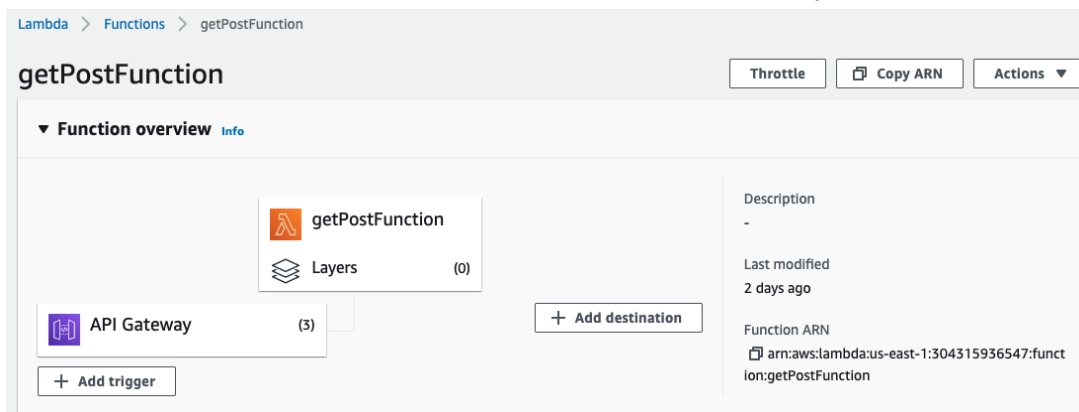 Lambda > Functions > getPostFunction
getPostFunction
Throttle
Copy ARN
Actions ▼
▼ Function overview Info
getPostFunction
Layers (0)
API Gateway (3)
+ Add trigger
+ Add destination
Description
-
Last modified
2 days ago
Function ARN
arn:aws:lambda:us-east-1:304315936547:funct
ion:getPostFunction